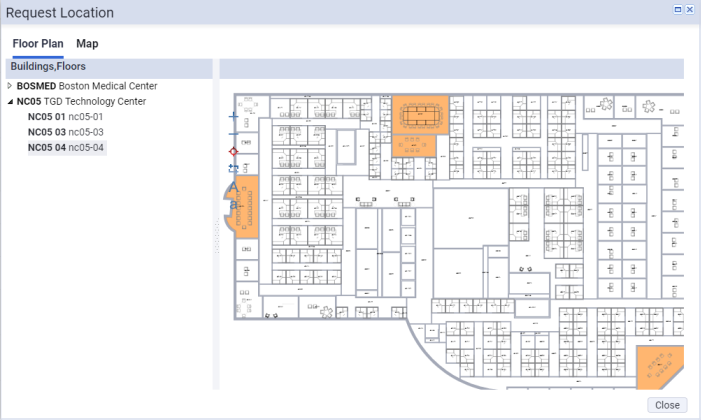 Request Location
Floor Plan Map
Buildings,Floors
BOSMED Boston Medical Center
NC05 TGD Technology Center
NC05 01 nc05-01
NC05 03 nc05-03
NC05 04 nc05-04
A
a
Close